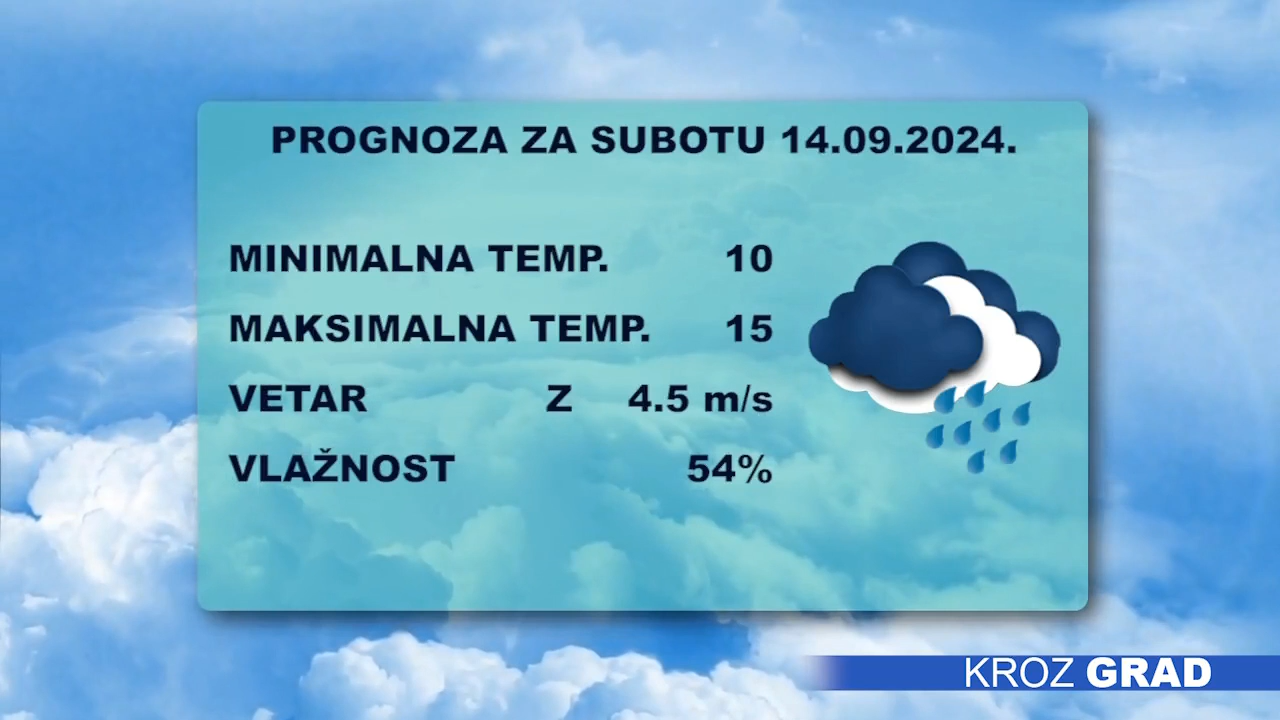 PROGNOZA ZA SUBOTU 14.09.2024.
MINIMALNA TEMP. 10
MAKSIMALNA TEMP. 15
VETAR Z 4.5 m/s
VLAŽNOST 54%
KROZ GRAD